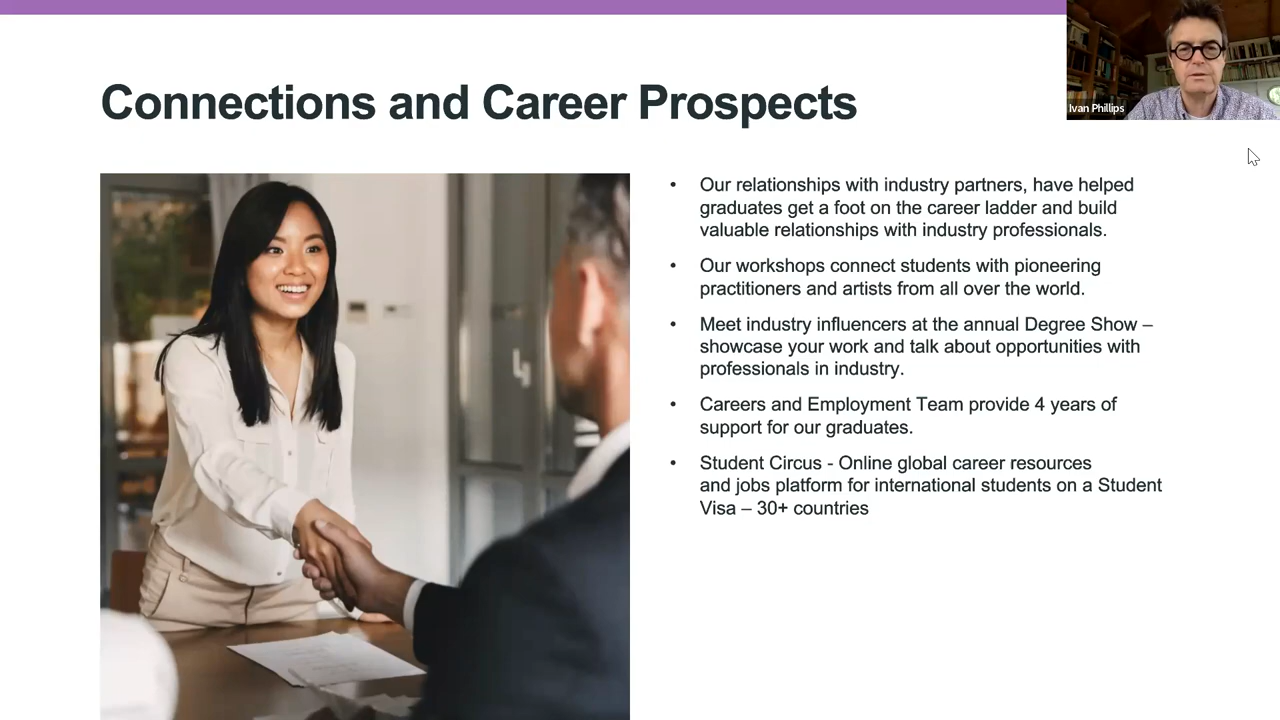 Ivan Phillips
Connections and Career Prospects
• Our relationships with industry partners, have helped
graduates get a foot on the career ladder and build
valuable relationships with industry professionals.
• Our workshops connect students with pioneering
practitioners and artists from all over the world.
• Meet industry influencers at the annual Degree Show –
showcase your work and talk about opportunities with
professionals in industry.
• Careers and Employment Team provide 4 years of
support for our graduates.
• Student Circus - Online global career resources
and jobs platform for international students on a Student
Visa – 30+ countries